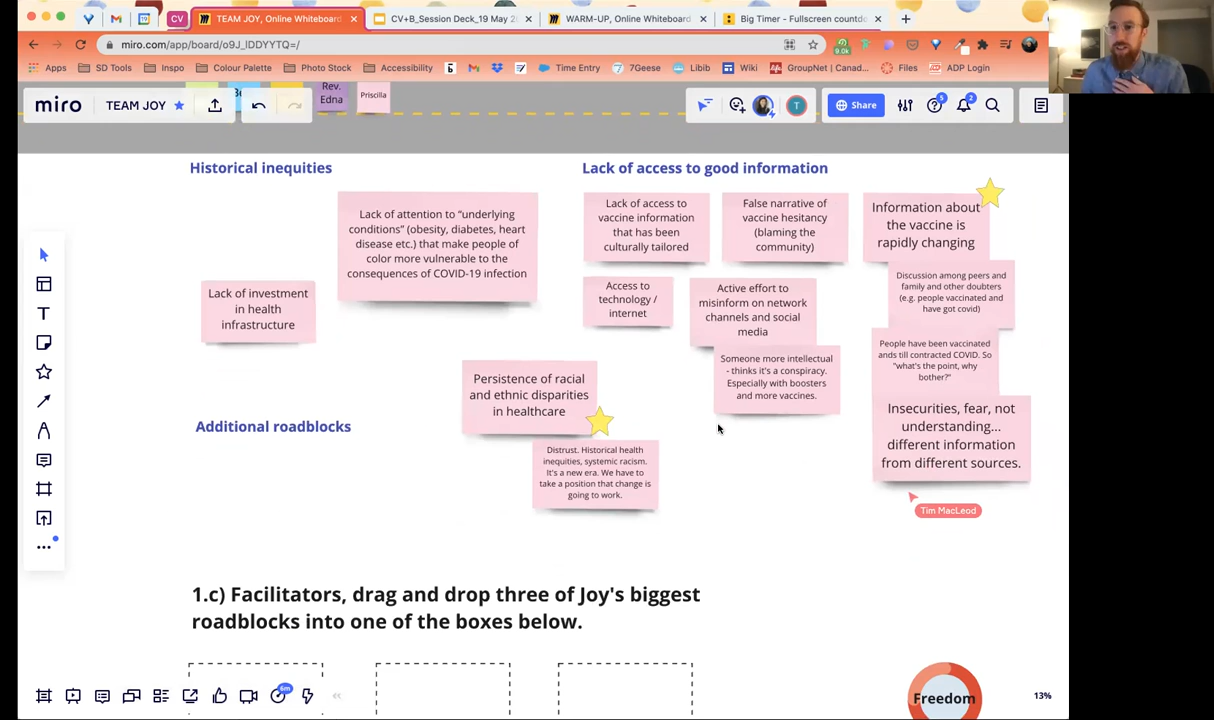 CV
TEAM JOY, Online Whiteboard
CV+B_Session Deck_19 May 2
WARM-UP, Online Whiteboard
Big Timer - Fullscreen countd
miro.com/app/board/o9J_lDDYYTQ=/
9.0k
Apps
SD Tools
Inspo
Colour Palette
Photo Stock
Accessibility
Time Entry
7Geese
Libib
Wiki
GroupNet | Canad...
Files
ADP Login
miro
TEAM JOY
Rev.
Edna
Priscilla
T
Share
5
2
Historical inequities
Lack of access to good information
Lack of attention to “underlying
conditions” (obesity, diabetes, heart
disease etc.) that make people of
color more vulnerable to the
consequences of COVID-19 infection
Lack of access to
vaccine information
that has been
culturally tailored
False narrative of
vaccine hesitancy
(blaming the
community)
Information about
the vaccine is
rapidly changing
Lack of investment
in health
infrastructure
Access to
technology /
internet
Active effort to
misinform on network
channels and social
media
Discussion among peers and
family and other doubters
(e.g. people vaccinated and
have got covid)
Someone more intellectual
- thinks it's a conspiracy.
Especially with boosters
and more vaccines.
People have been vaccinated
ands till contracted COVID. So
"what's the point, why
bother?"
Persistence of racial
and ethnic disparities
in healthcare
Insecurities, fear, not
understanding...
different information
from different sources.
Additional roadblocks
Distrust. Historical health
inequities, systemic racism.
It's a new era. We have to
take a position that change is
going to work.
Tim MacLeod
1.c) Facilitators, drag and drop three of Joy's biggest
roadblocks into one of the boxes below.
Freedom
6m
13%